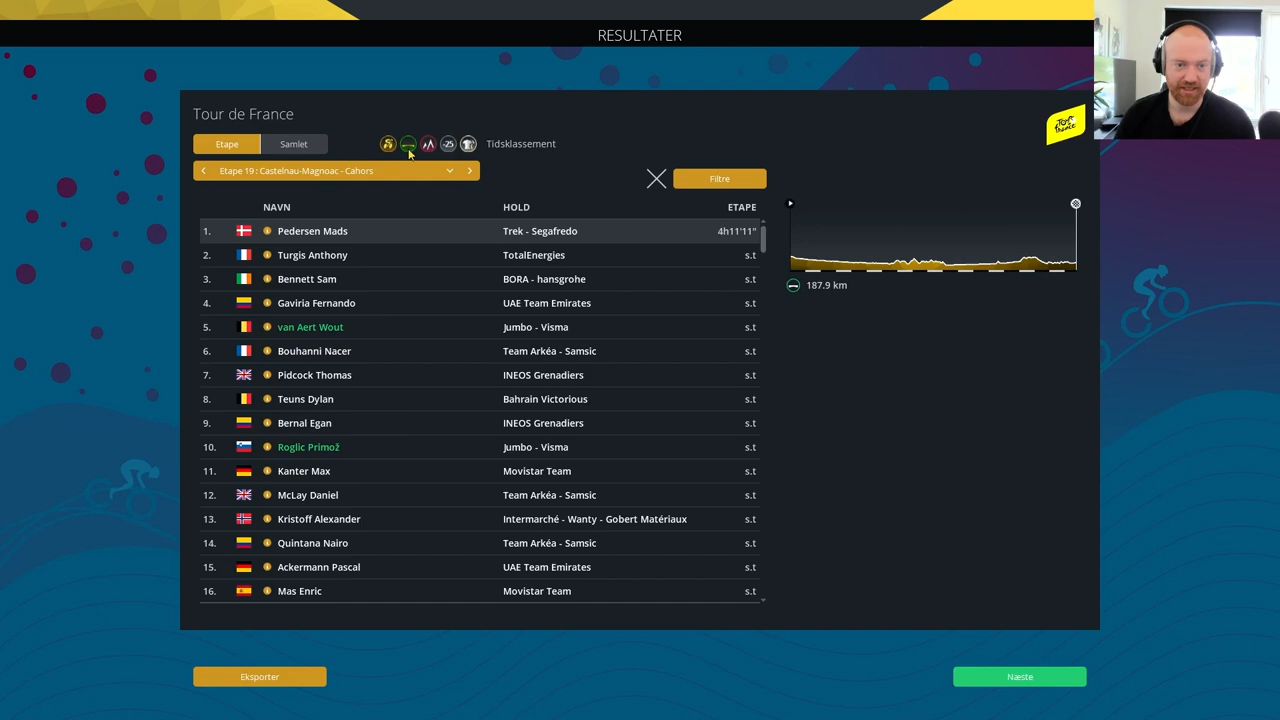 RESULTATER
Tour de France
Etape
Samlet
-25
Tidsklassement
Etape 19 : Castelnau-Magnoac - Cahors
Filtre
NAVN HOLD ETAPE
1. Pedersen Mads Trek - Segafredo 4h11'11"
2. Turgis Anthony TotalEnergies s.t
3. Bennett Sam BORA - hansgrohe s.t
4. Gaviria Fernando UAE Team Emirates s.t
5. van Aert Wout Jumbo - Visma s.t
6. Bouhanni Nacer Team Arkéa - Samsic s.t
7. Pidcock Thomas INEOS Grenadiers s.t
8. Teuns Dylan Bahrain Victorious s.t
9. Bernal Egan INEOS Grenadiers s.t
10. Roglic Primož Jumbo - Visma s.t
11. Kanter Max Movistar Team s.t
12. McLay Daniel Team Arkéa - Samsic s.t
13. Kristoff Alexander Intermarché - Wanty - Gobert Matériaux s.t
14. Quintana Nairo Team Arkéa - Samsic s.t
15. Ackermann Pascal UAE Team Emirates s.t
16. Mas Enric Movistar Team s.t
Tour de France
187.9 km
Eksporter
Næste